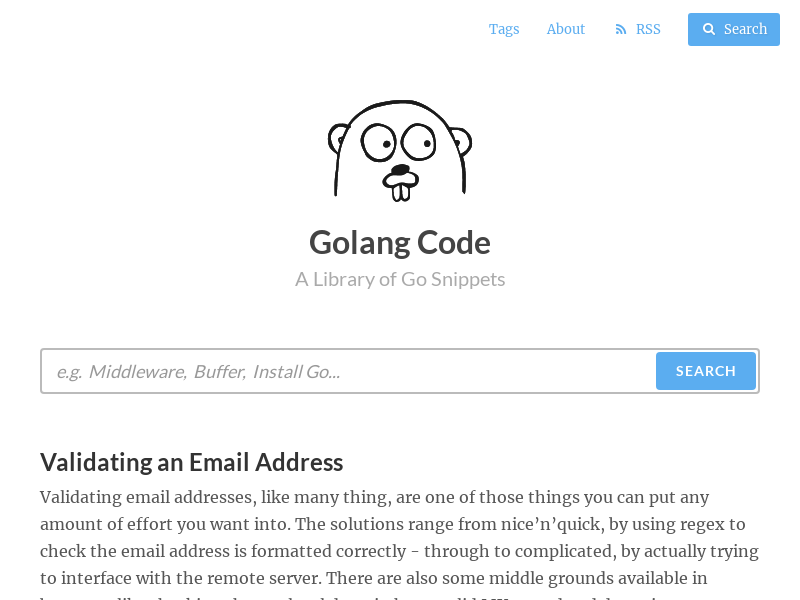 Tags About RSS Search
Golang Code
A Library of Go Snippets
e.g. Middleware, Buffer, Install Go...
SEARCH
Validating an Email Address
Validating email addresses, like many thing, are one of those things you can put any
amount of effort you want into. The solutions range from nice’n’quick, by using regex to
check the email address is formatted correctly - through to complicated, by actually trying
to interface with the remote server. There are also some middle grounds available in